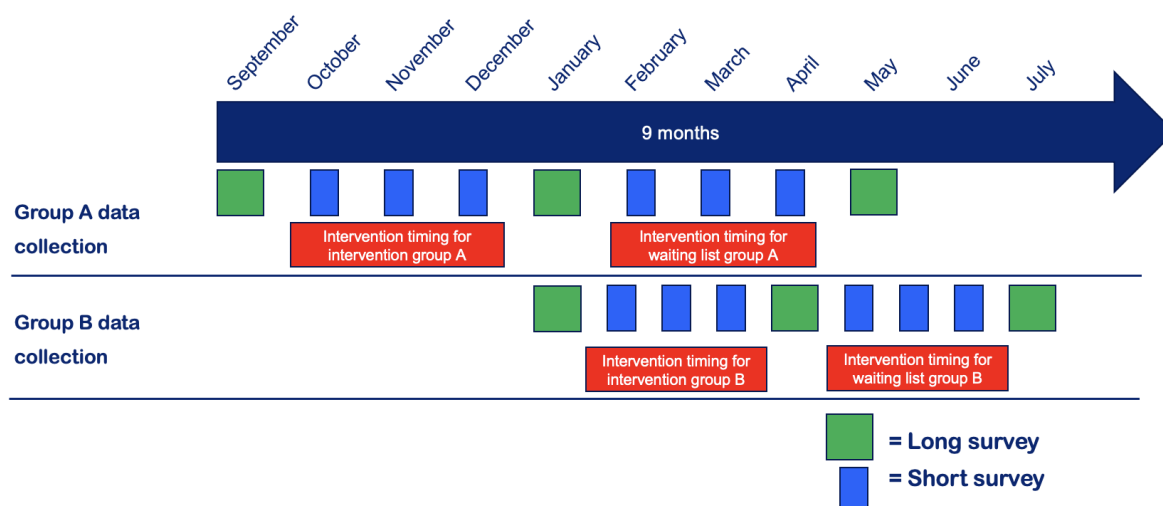 September
October
November
December
January
February
March
April
May
June
July
9 months
Group A data
collection
Intervention timing for
intervention group A
Intervention timing for
waiting list group A
Group B data
collection
Intervention timing for
intervention group B
Intervention timing for
waiting list group B
= Long survey
= Short survey